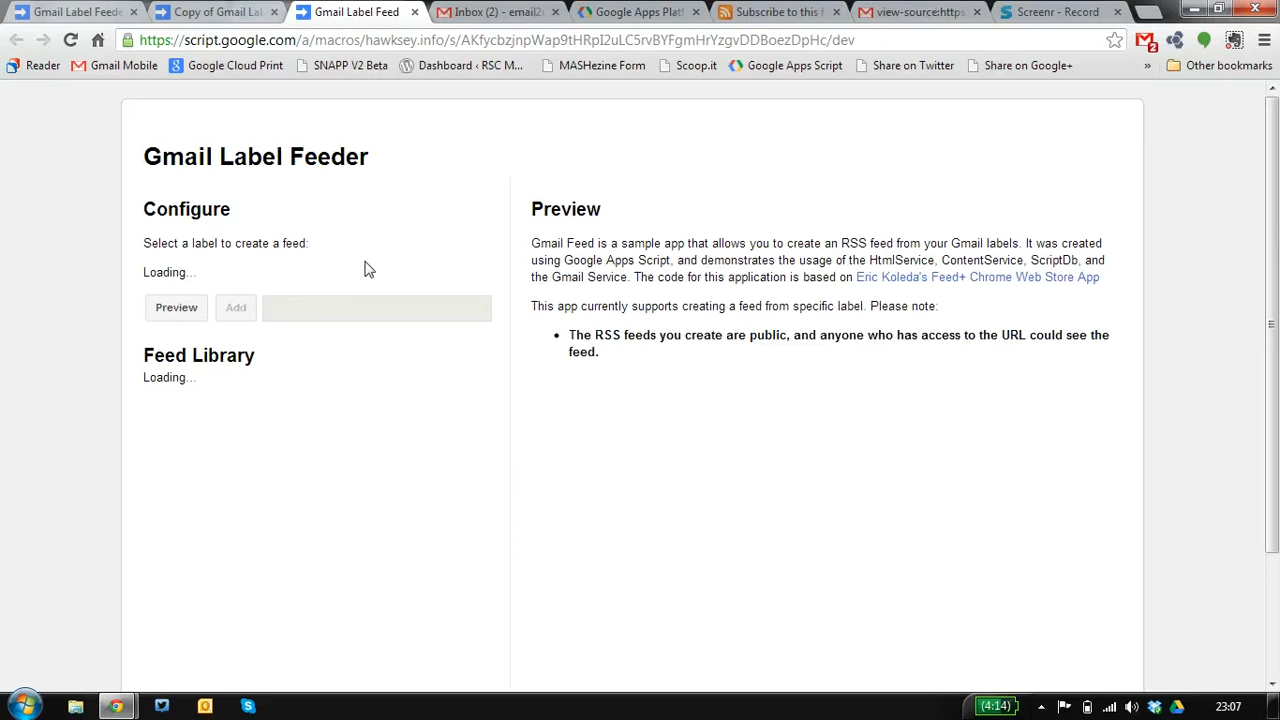 Gmail Label Feede
Copy of Gmail Lab
Gmail Label Feed
Inbox (2) - email2
Google Apps Platf
Subscribe to this f
view-source:https:
Screenr - Record
https://script.google.com/a/macros/hawksey.info/s/AKfycbzjnpWap9tHRpI2uLC5rvBYFgmHrYzgvDDBoezDpHc/dev
2
Reader
Gmail Mobile
Google Cloud Print
SNAPP V2 Beta
Dashboard ‹ RSC M...
MASHezine Form
Scoop.it
Google Apps Script
Share on Twitter
Share on Google+
»
Other bookmarks
Gmail Label Feeder
Configure
Select a label to create a feed:
Loading...
Preview
Add
Feed Library
Loading...
Preview
Gmail Feed is a sample app that allows you to create an RSS feed from your Gmail labels. It was created
using Google Apps Script, and demonstrates the usage of the HtmlService, ContentService, ScriptDb, and
the Gmail Service. The code for this application is based on Eric Koleda's Feed+ Chrome Web Store App
This app currently supports creating a feed from specific label. Please note:
• The RSS feeds you create are public, and anyone who has access to the URL could see the
feed.
(4:14)
23:07